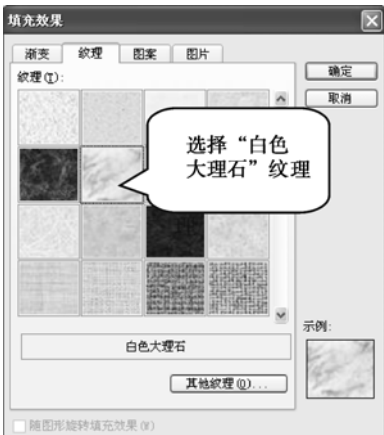 填充效果
渐变 纹理 图案 图片
纹理(T):
确定
取消
选择“白色
大理石”纹理
白色大理石
示例:
其他纹理(O)...
随图形旋转填充效果(W)